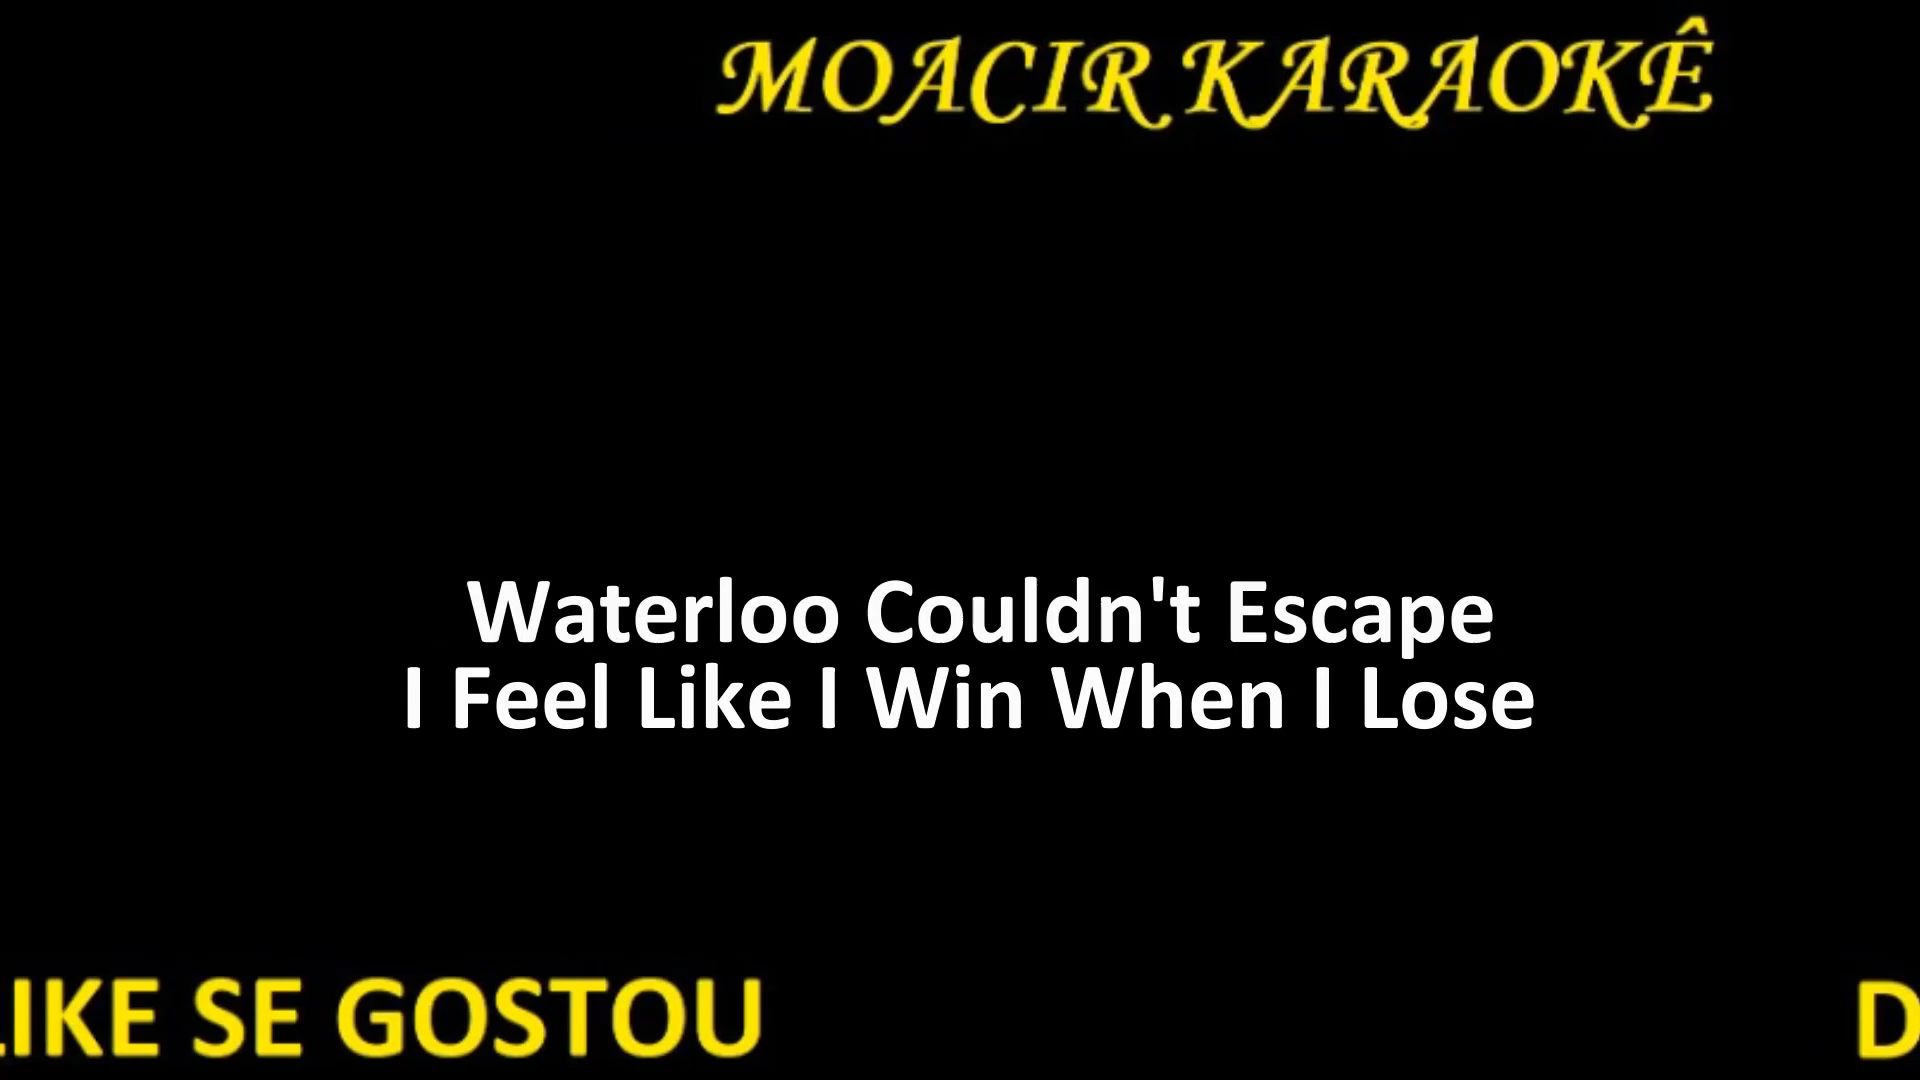 MOACIR KARAOKÊ
Waterloo Couldn't Escape
I Feel Like I Win When I Lose
LIKE SE GOSTOU
D